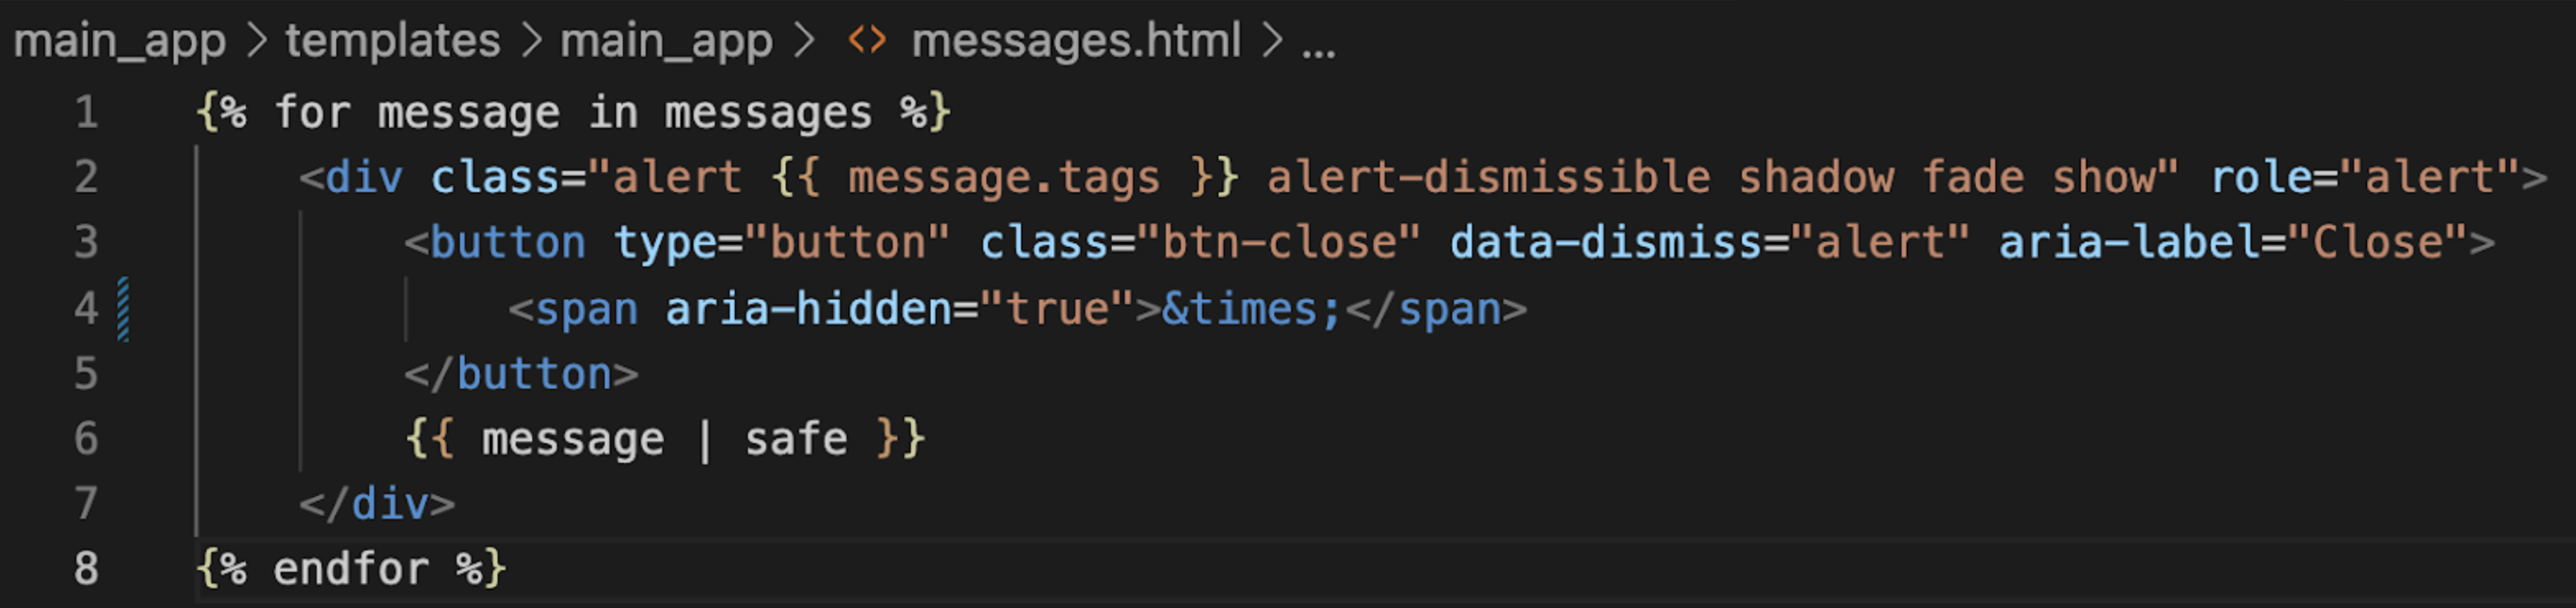 main_app > templates > main_app > <> messages.html > ...
1 {% for message in messages %}
2 <div class="alert {{ message.tags }} alert-dismissible shadow fade show" role="alert">
3 <button type="button" class="btn-close" data-dismiss="alert" aria-label="Close">
4 <span aria-hidden="true">&times;</span>
5 </button>
6 {{ message | safe }}
7 </div>
8 {% endfor %}